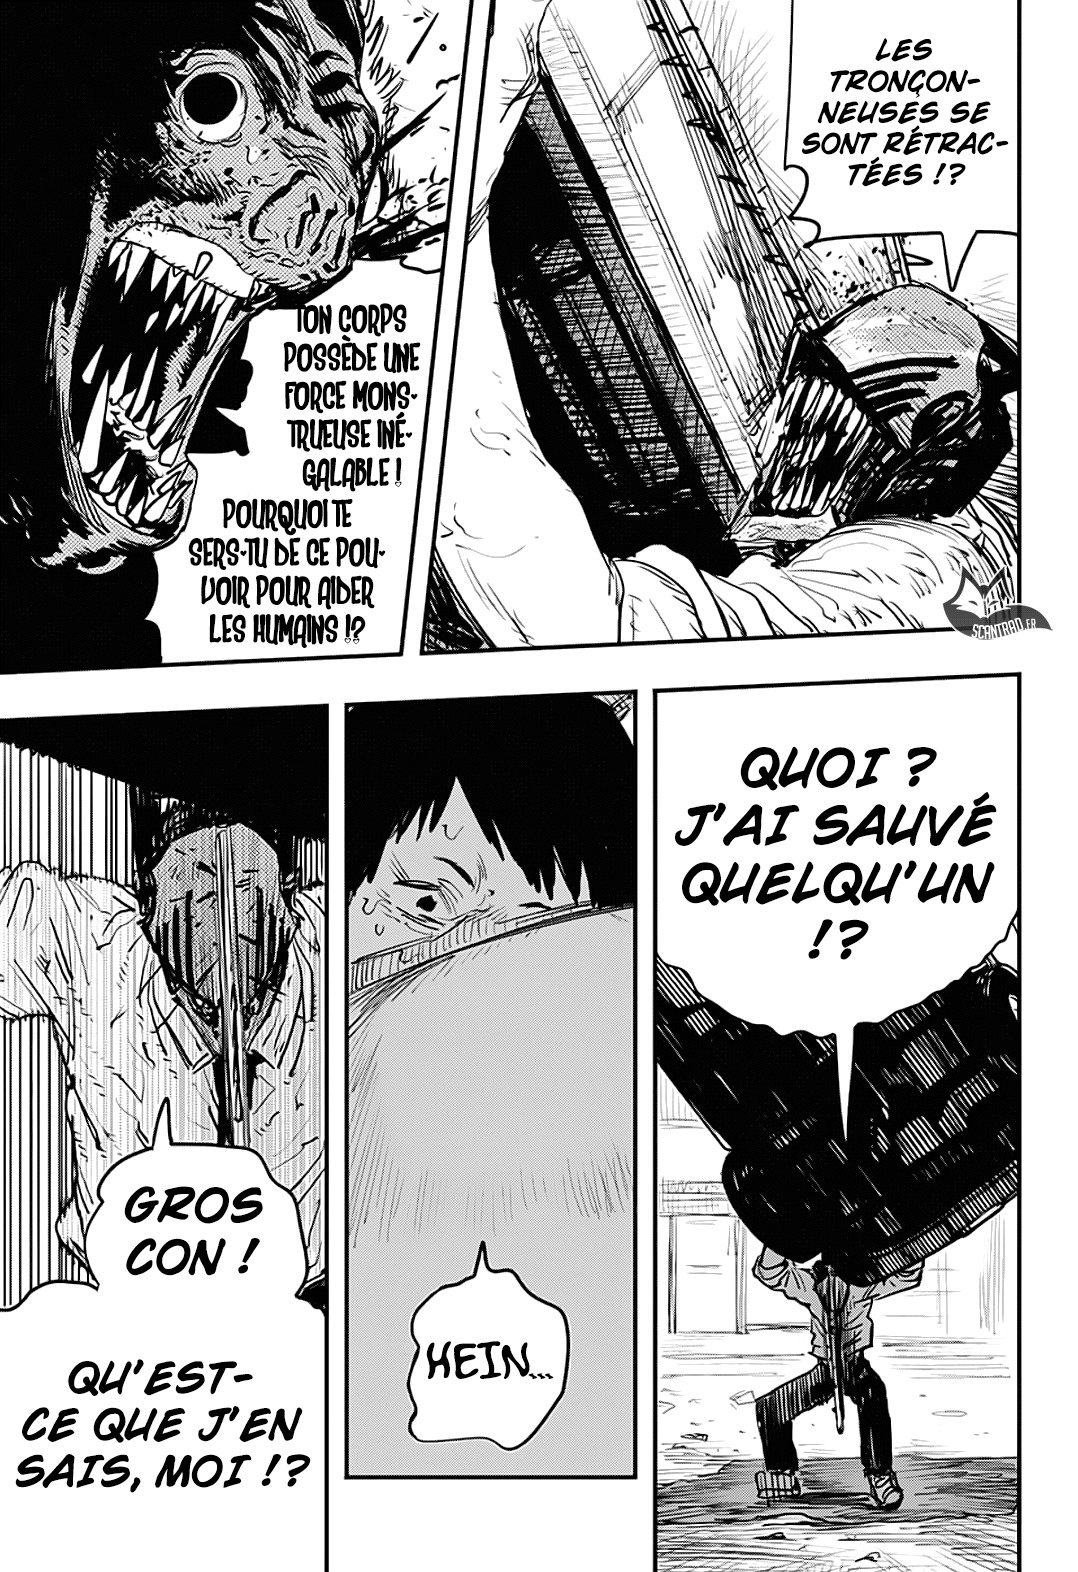 LES
TRONÇON-
NEUSES SE
SONT RÉTRAC-
TÉES !?
TON CORPS
POSSÈDE UNE
FORCE MONS-
TRUEUSE INÉ-
GALABLE !
POURQUOI TE
SERS-TU DE CE POU-
VOIR POUR AIDER
LES HUMAINS !?
SCANTRAD.FR
QUOI ?
J'AI SAUVÉ
QUELQU'UN
!?
HEIN...
GROS
CON !
QU'EST-
CE QUE J'EN
SAIS, MOI !?